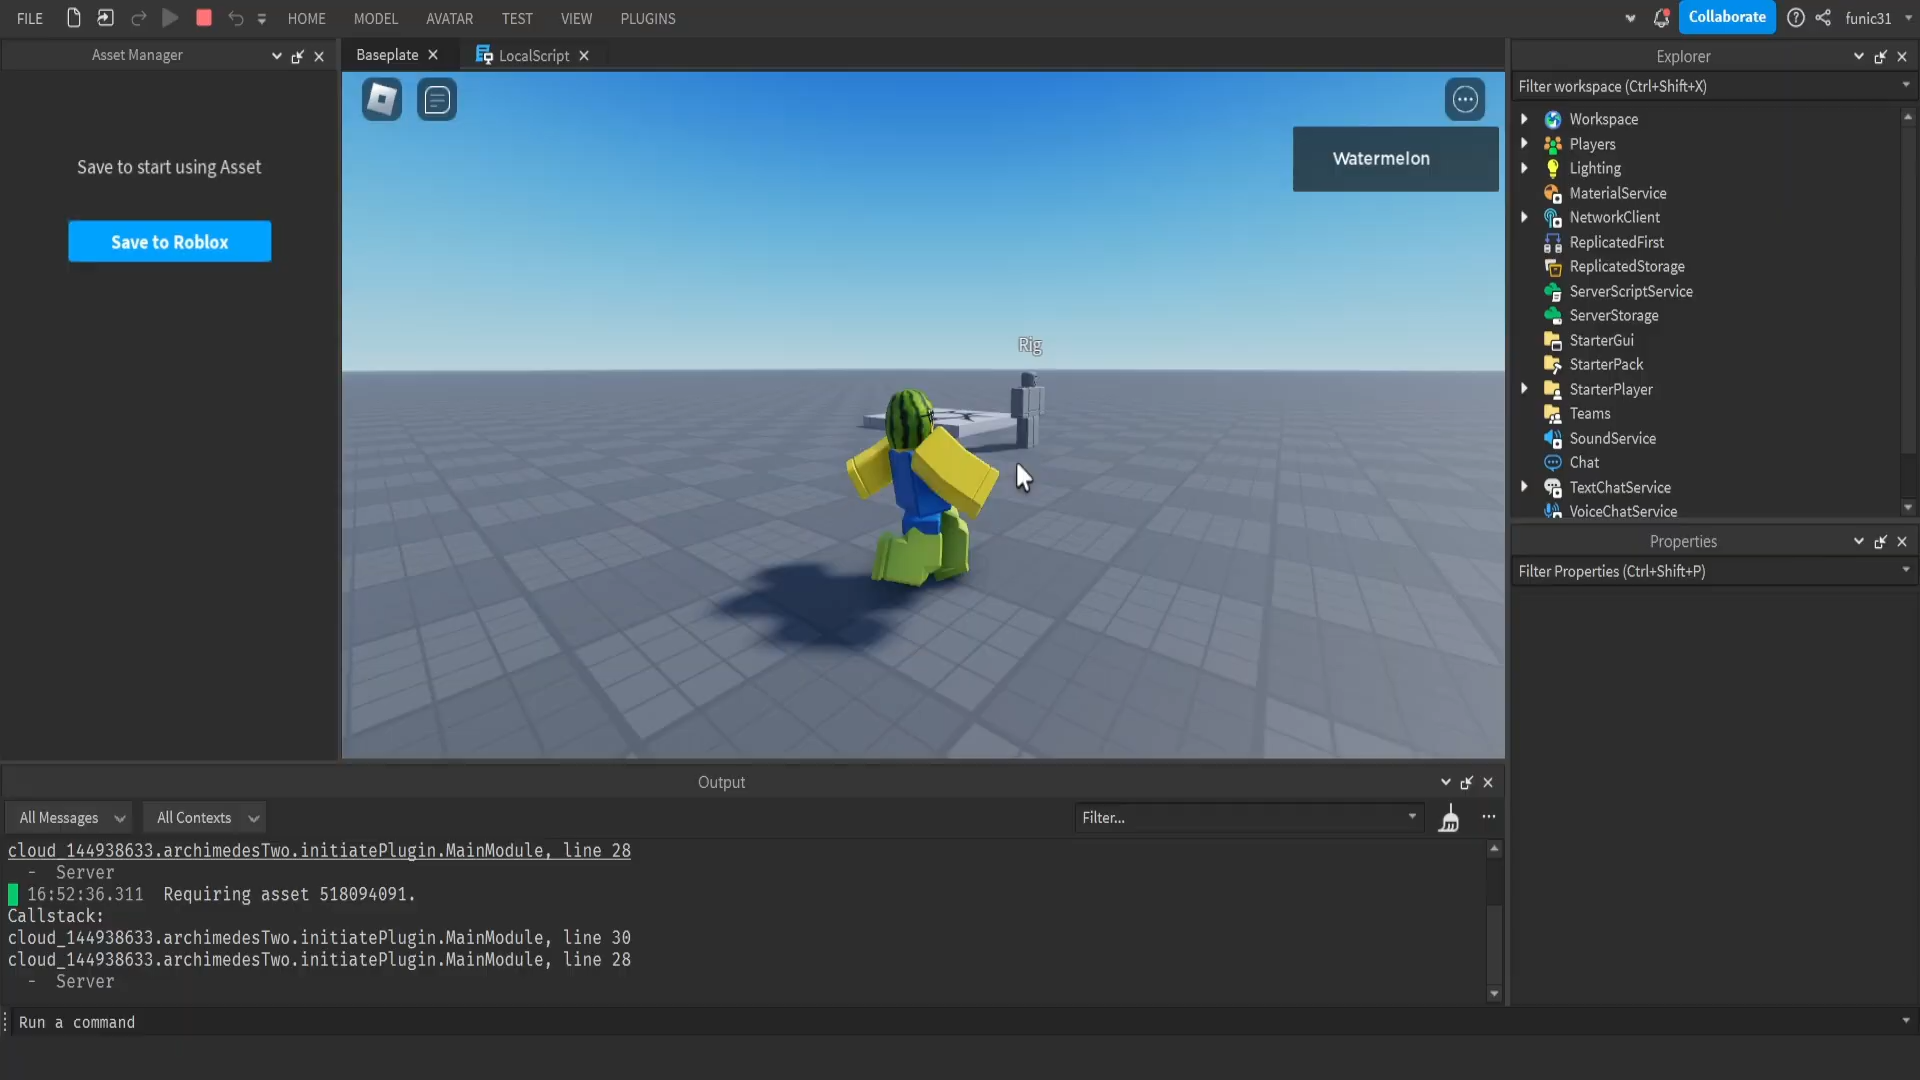 FILE
HOME
MODEL
AVATAR
TEST
VIEW
PLUGINS
Collaborate
funic31
Asset Manager
Baseplate
LocalScript
Explorer
Filter workspace (Ctrl+Shift+X)
Save to start using Asset
Save to Roblox
Watermelon
Rig
Workspace
Players
Lighting
MaterialService
NetworkClient
ReplicatedFirst
ReplicatedStorage
ServerScriptService
ServerStorage
StarterGui
StarterPack
StarterPlayer
Teams
SoundService
Chat
TextChatService
VoiceChatService
Properties
Filter Properties (Ctrl+Shift+P)
Output
All Messages
All Contexts
Filter...
cloud_144938633.archimedesTwo.initiatePlugin.MainModule, line 28
- Server
16:52:36.311 Requiring asset 518094091.
Callstack:
cloud_144938633.archimedesTwo.initiatePlugin.MainModule, line 30
cloud_144938633.archimedesTwo.initiatePlugin.MainModule, line 28
- Server
Run a command